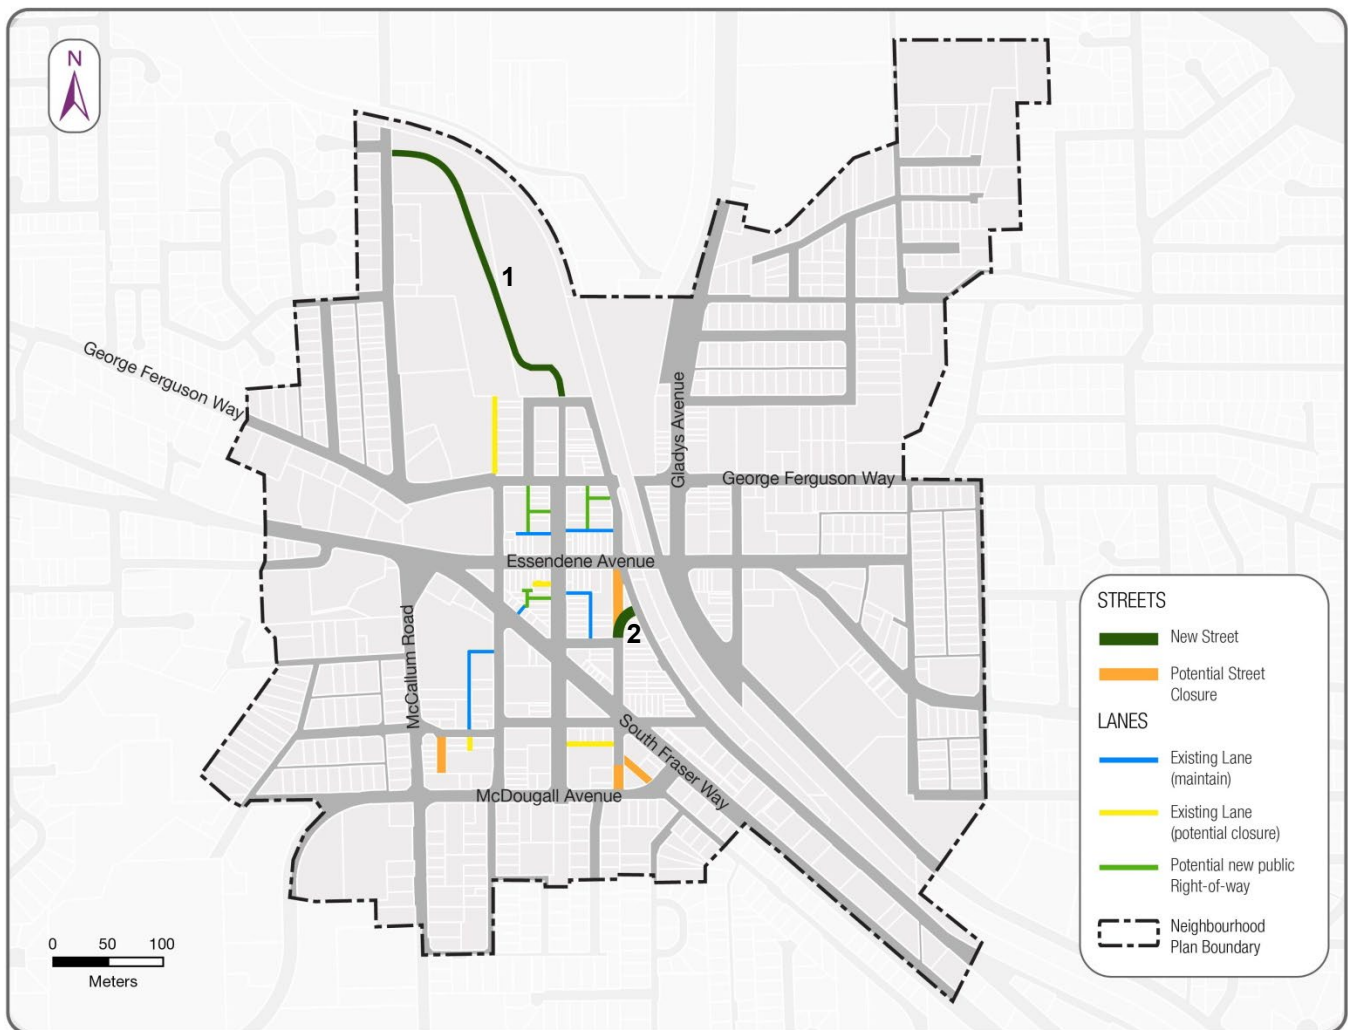 N
1
George Ferguson Way
Gladys Avenue
George Ferguson Way
Essendene Avenue
2
McCallum Road
South Fraser Way
McDougall Avenue
STREETS
New Street
Potential Street
Closure
LANES
Existing Lane
(maintain)
Existing Lane
(potential closure)
Potential new public
Right-of-way
Neighbourhood
Plan Boundary
0 50 100
Meters